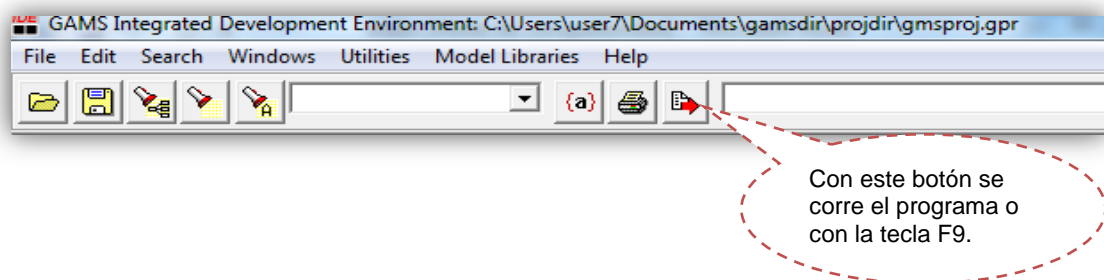 IDE GAMS Integrated Development Environment: C:\Users\user7\Documents\gamsdir\projdir\gmsproj.gpr
File Edit Search Windows Utilities Model Libraries Help
A {a}
Con este botón se
corre el programa o
con la tecla F9.